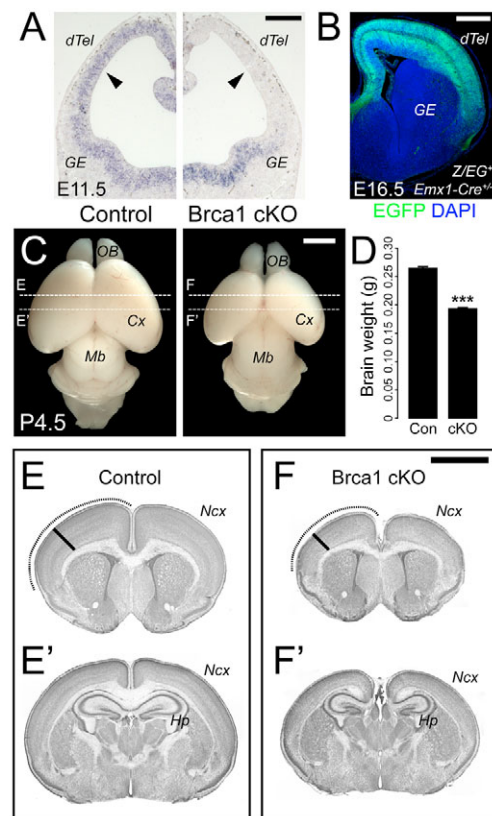 A
dTel
dTel
GE
GE
E11.5
Control
Brca1 cKO
B
dTel
GE
Z/EG+
Emx1-Cre+/-
E16.5
EGFP DAPI
C
OB
OB
E
E'
F
F'
Cx
Cx
Mb
Mb
P4.5
D
Brain weight (g)
0.30
0.25
0.20
0.15
0.10
0.05
0.00
***
Con
cKO
E
Control
Ncx
E'
Ncx
Hp
F
Brca1 cKO
Ncx
F'
Ncx
Hp